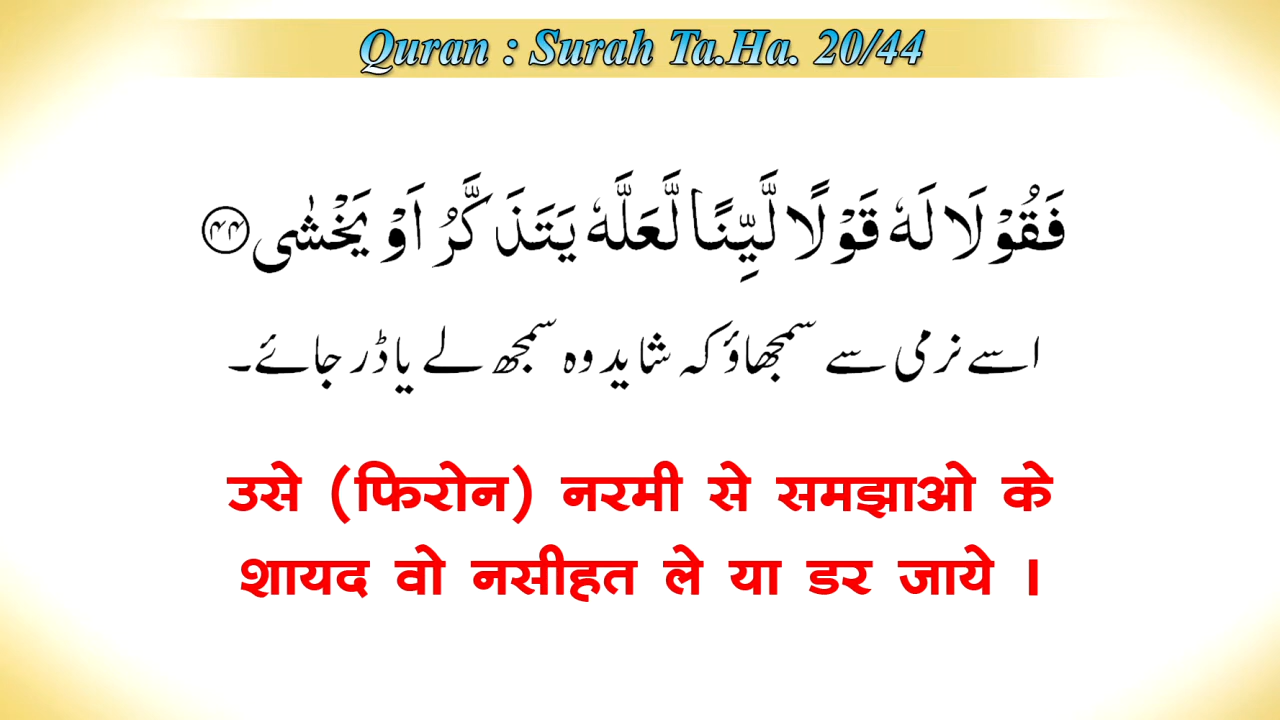 Quran : Surah Ta.Ha. 20/44
فَقُوْلَا لَهٗ قَوْلًا لَّيِّنًا لَّعَلَّهٗ يَتَذَكَّرُ اَوْ يَخْشٰى ﴿۴۴﴾
اسے نرمی سے سمجھاؤ کہ شاید وہ سمجھ لے یا ڈر جائے۔
उसे (फिरोन) नरमी से समझाओ के
शायद वो नसीहत ले या डर जाये ।